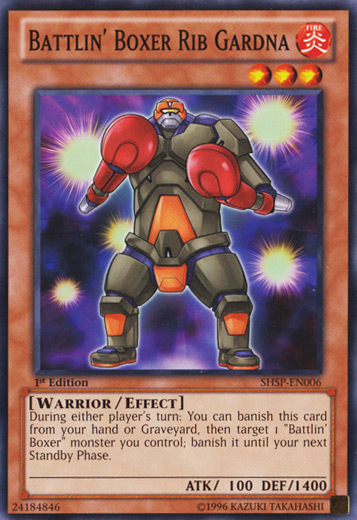 BATTLIN' BOXER RIB GARDNA
FIRE
炎
1st Edition
SHSP-EN006
[WARRIOR/EFFECT]
During either player's turn: You can banish this card
from your hand or Graveyard, then target 1 "Battlin'
Boxer" monster you control; banish it until your next
Standby Phase.
ATK/ 100 DEF/1400
24184846
©1996 KAZUKI TAKAHASHI